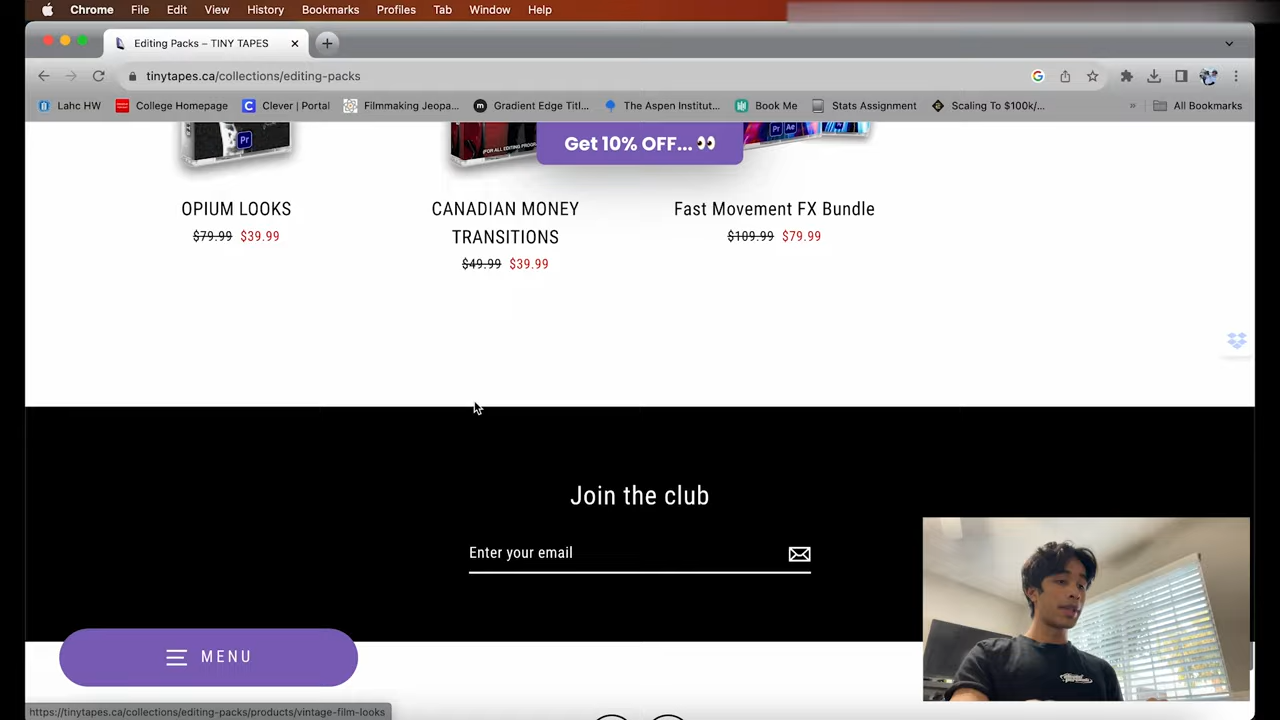 Chrome File Edit View History Bookmarks Profiles Tab Window Help
Editing Packs – TINY TAPES
tinytapes.ca/collections/editing-packs
Lahc HW College Homepage Clever | Portal Filmmaking Jeopa... Gradient Edge Titl... The Aspen Institut... Book Me Stats Assignment Scaling To $100k/... » All Bookmarks
Pr
Pr Ae
Get 10% OFF... 👀
OPIUM LOOKS
$79.99 $39.99
CANADIAN MONEY
TRANSITIONS
$49.99 $39.99
Fast Movement FX Bundle
$109.99 $79.99
Join the club
Enter your email
MENU
https://tinytapes.ca/collections/editing-packs/products/vintage-film-looks